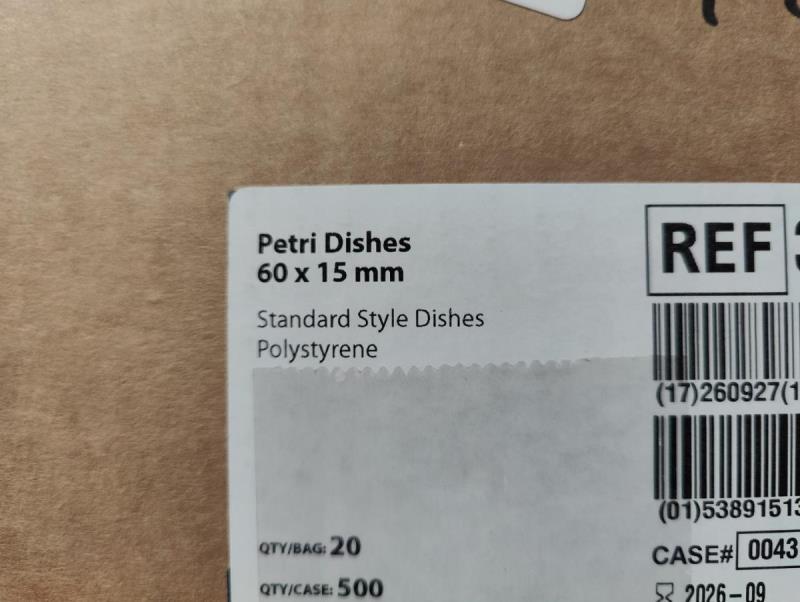 Petri Dishes
60 x 15 mm
Standard Style Dishes
Polystyrene
QTY/BAG: 20
QTY/CASE: 500
REF
(17)260927(1
(01)53891513
CASE# 0043
2026-09